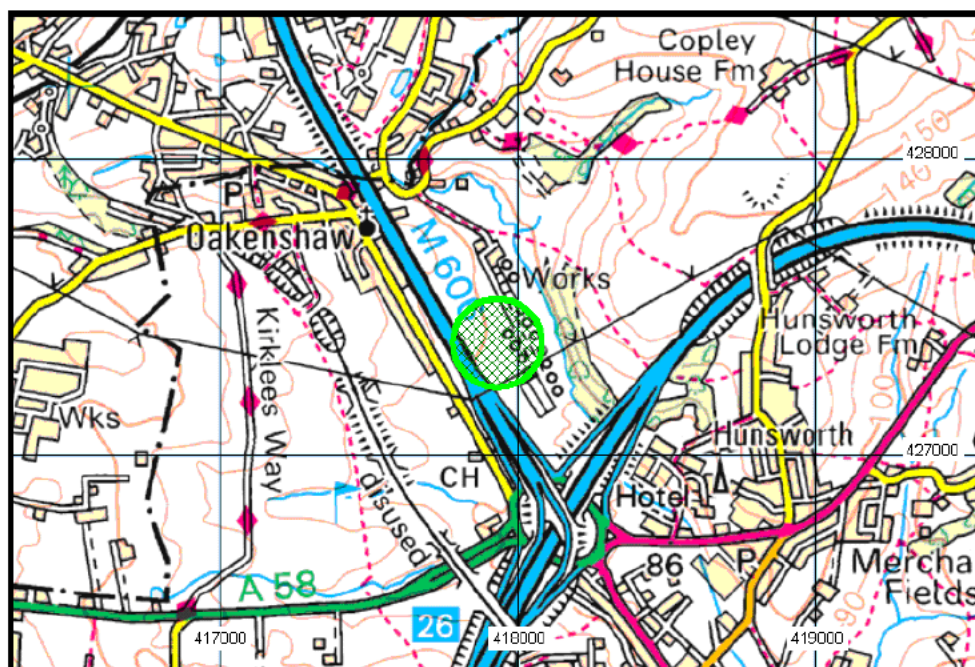 Copley
House Fm
150
428000
140
P
Oakenshaw
M 606
Works
Kirklees Way
Hunsworth
Lodge Fm
100
Wks
Hunsworth
427000
CH
Hotel
disused
86
P
Mercha
Fields
A 58
90
26
417000
418000
419000